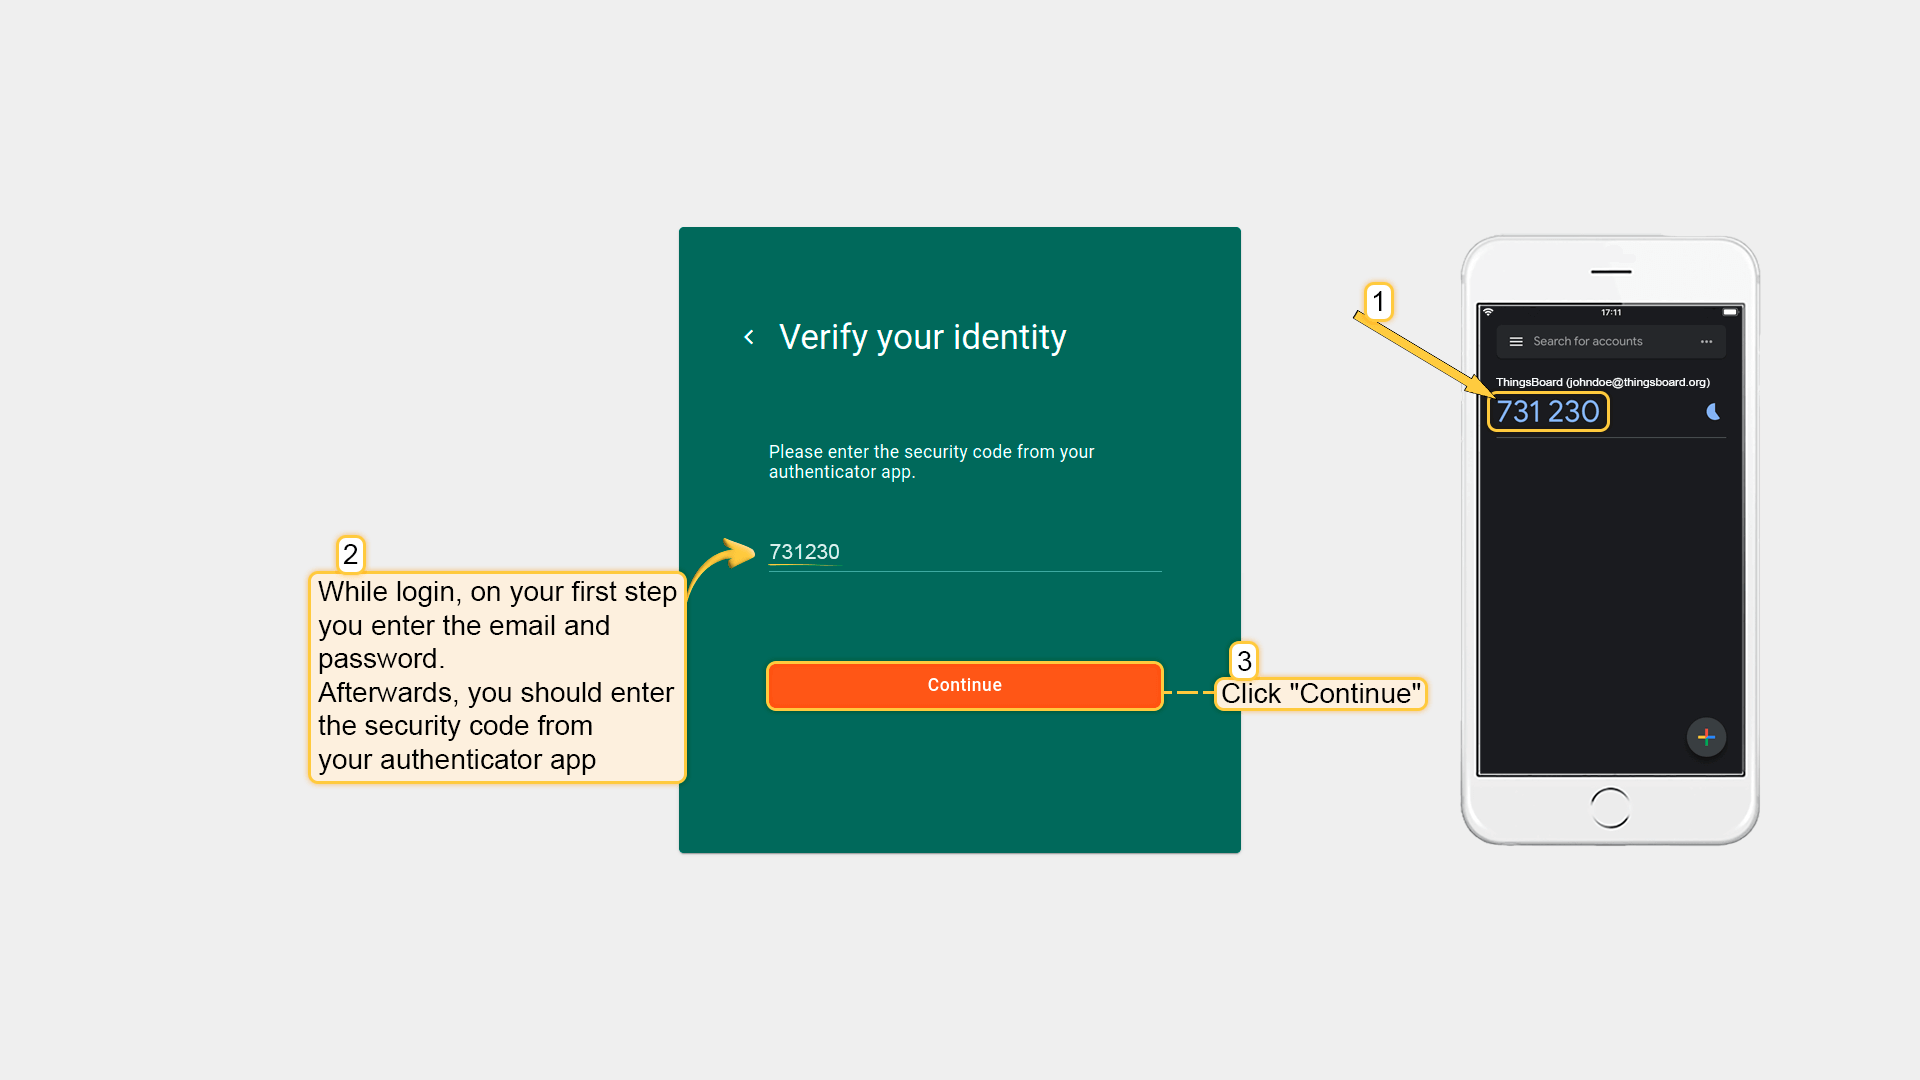 Verify your identity
Please enter the security code from your
authenticator app.
731230
Continue
1
17:11
Search for accounts
ThingsBoard (johndoe@thingsboard.org)
731 230
2
While login, on your first step
you enter the email and
password.
Afterwards, you should enter
the security code from
your authenticator app
3
Click "Continue"